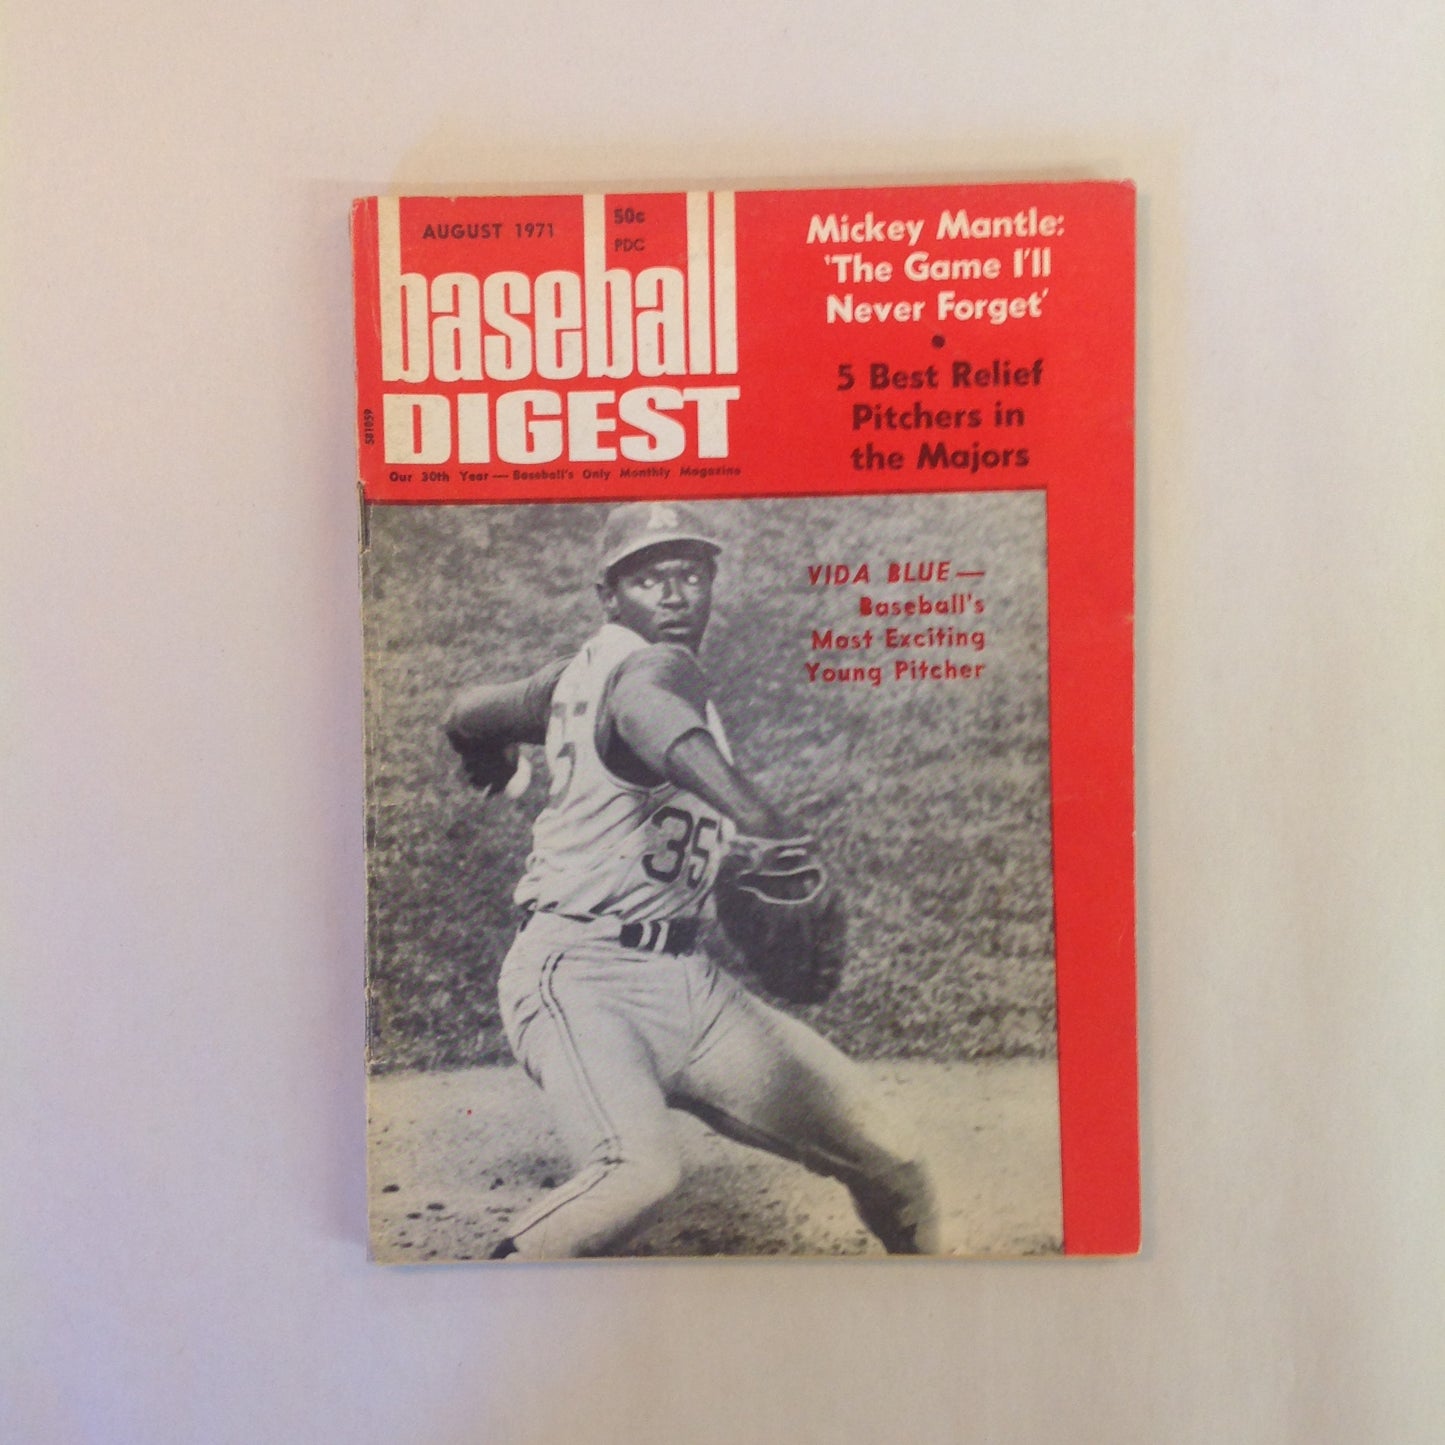 AUGUST 1971
50c
PDC
baseball
DIGEST
Our 30th Year — Baseball's Only Monthly Magazine
581059
Mickey Mantle:
'The Game I'll
Never Forget'
•
5 Best Relief
Pitchers in
the Majors
VIDA BLUE—
Baseball's
Most Exciting
Young Pitcher
A
35